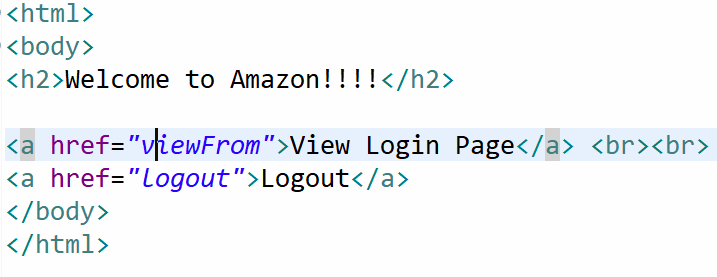 <html>
<body>
<h2>Welcome to Amazon!!!!</h2>
<a href="viewFrom">View Login Page</a> <br><br>
<a href="logout">Logout</a>
</body>
</html>